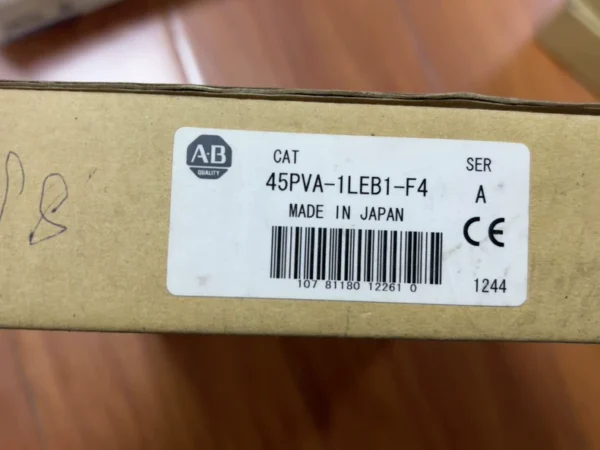 A·B
QUALITY
CAT
45PVA-1LEB1-F4
MADE IN JAPAN
SER
A
CE
107 81180 12261 0
1244